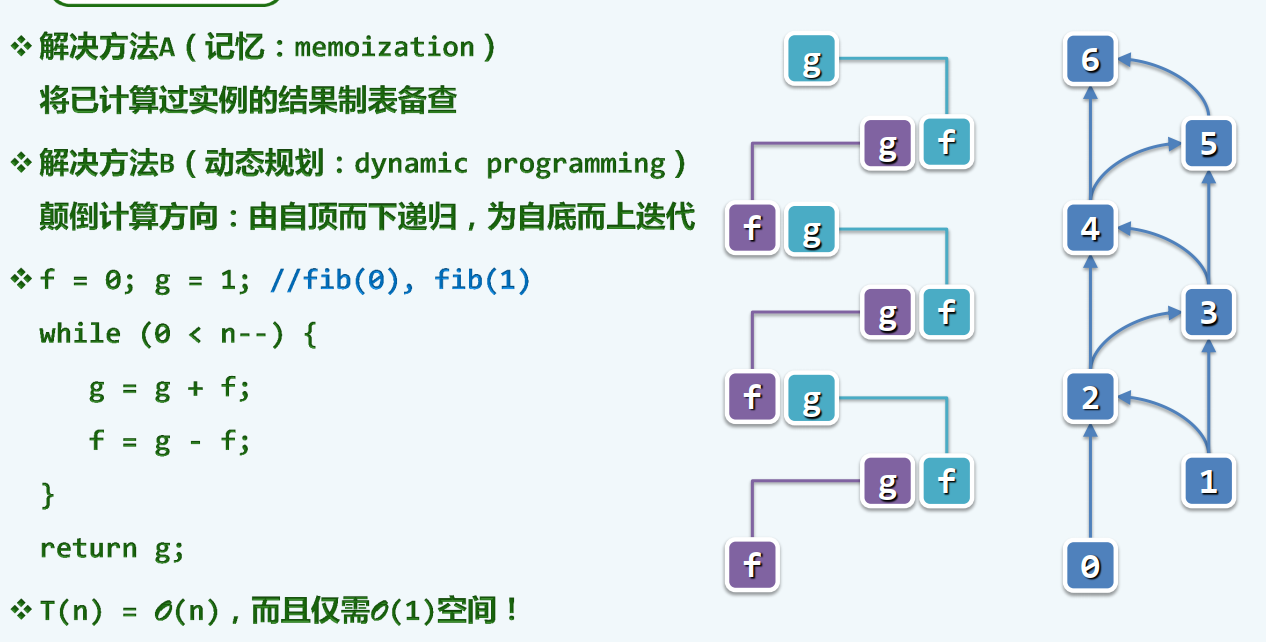 ❖ 解决方法A（记忆：memoization）
将已计算过实例的结果制表备查
❖ 解决方法B（动态规划：dynamic programming）
颠倒计算方向：由自顶而下递归，为自底而上迭代
❖ f = 0; g = 1; //fib(0), fib(1)
while (0 < n--) {
g = g + f;
f = g - f;
}
return g;
❖ T(n) = O(n)，而且仅需O(1)空间！
g
g f
f g
g f
f g
g f
f
6
5
4
3
2
1
0